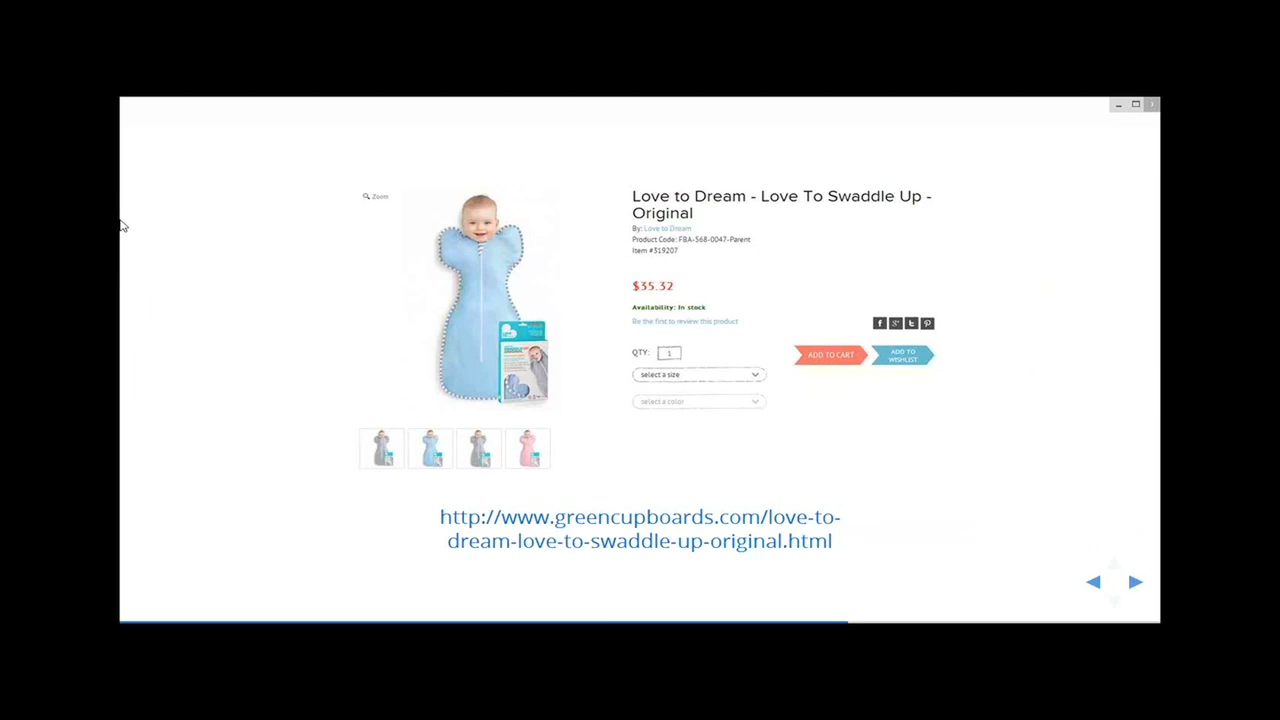 Zoom
Love to Dream - Love To Swaddle Up -
Original
By: Love to Dream
Product Code: FBA-568-0047-Parent
Item #319207
$35.32
Availability: In stock
Be the first to review this product
QTY: 1
ADD TO CART
ADD TO
WISHLIST
select a size
select a color
http://www.greencupboards.com/love-to-
dream-love-to-swaddle-up-original.html